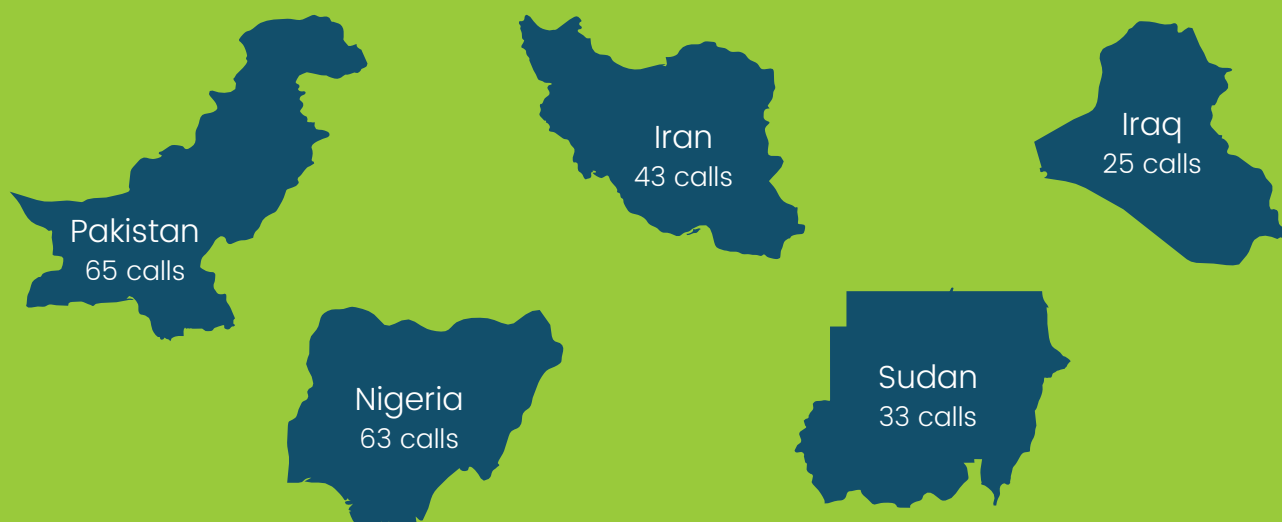 Pakistan
65 calls
Nigeria
63 calls
Iran
43 calls
Sudan
33 calls
Iraq
25 calls